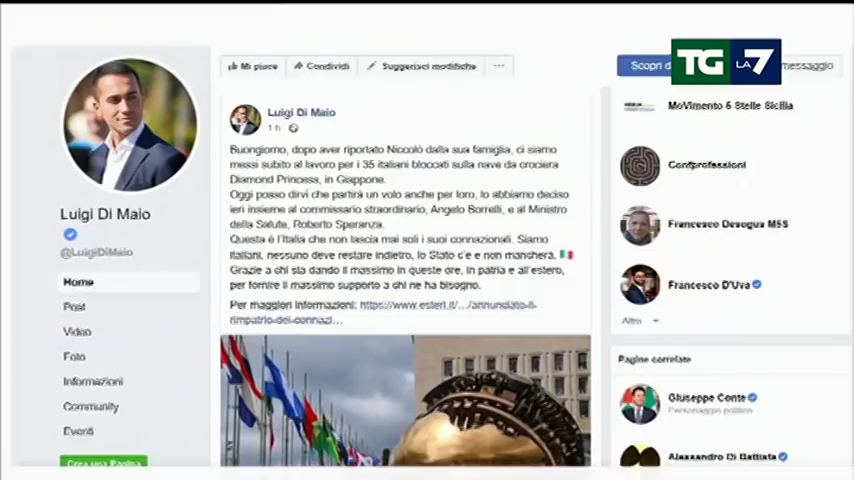 TG LA 7
Mi piace
Condividi
Suggerisci modifiche
...
Scopri d
messaggio
Luigi Di Maio
1 h
Buongiorno, dopo aver riportato Niccolò dalla sua famiglia, ci siamo
messi subito al lavoro per i 35 italiani bloccati sulla nave da crociera
Diamond Princess, in Giappone.
Oggi posso dirvi che partirà un volo anche per loro, lo abbiamo deciso
ieri insieme al commissario straordinario, Angelo Borrelli, e al Ministro
della Salute, Roberto Speranza.
Questa è l'Italia che non lascia mai soli i suoi connazionali. Siamo
italiani, nessuno deve restare indietro, lo Stato c'è e non mancherà. 🇮🇹
Grazie a chi sta dando il massimo in queste ore, in patria e all'estero,
per fornire il massimo supporto a chi ne ha bisogno.
Per maggiori informazioni: https://www.esteri.it/.../annunciato-il-
rimpatrio-dei-connazi...
Luigi Di Maio
@LuigiDiMaio
Home
Post
Video
Foto
Informazioni
Community
Eventi
Crea una Pagina
MoVimento 5 Stelle Sicilia
Confprofessioni
Francesco Desogus M5S
Francesco D'Uva
Altro
Pagine correlate
Giuseppe Conte
Personaggio politico
Alessandro Di Battista